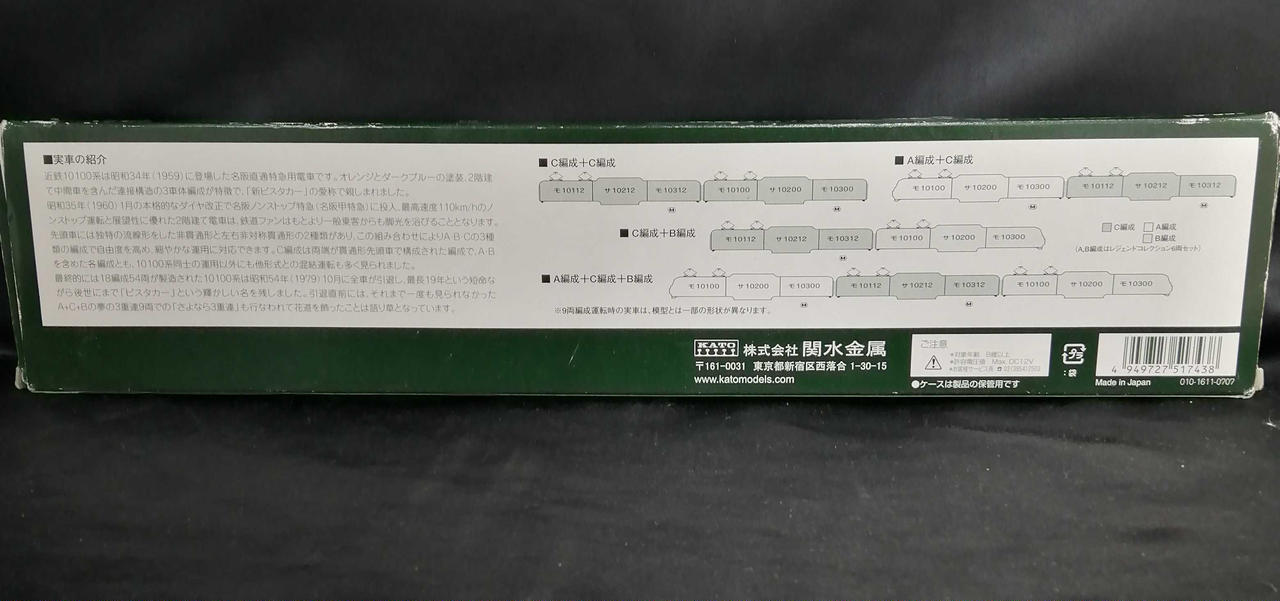 ■実車の紹介
近鉄10100系は昭和34年(1959)に登場した名阪直通特急用電車です。オレンジとダークブルーの塗装、2階建
て中間車を含んだ連接構造の3車体編成が特徴で、「新ビスタカー」の愛称で親しまれました。
昭和35年(1960)1月の本格的なダイヤ改正で名阪ノンストップ特急(名阪甲特急)に投入、最高速度110km/hのノ
ンストップ運転と展望性に優れた2階建て電車は、鉄道ファンはもとより一般乗客からも脚光を浴びることとなります。
先頭車には独特の流線形をした非貫通形と左右非対称貫通形の2種類があり、この組み合わせによりA・B・Cの3種
類の編成で自由度を高め、細やかな運用に対応できます。C編成は両端が貫通形先頭車で構成された編成で、A・B
を含めた各編成とも、10100系同士の運用以外にも他形式との混結運転も多く見られました。
最終的には18編成54両が製造された10100系は昭和54年(1979)10月に全車が引退し、最長19年という短命な
がら後世にまで「ビスタカー」という輝かしい名を残しました。引退直前には、それまで一度も見られなかった
A+C+Bの夢の3重連9両での「さよなら3重連」も行なわれて花道を飾ったことは語り草となっています。
■C編成+C編成
モ10112 サ10212 モ10312 モ10100 サ10200 モ10300
■A編成+C編成
モ10100 サ10200 モ10300 モ10112 サ10212 モ10312
■C編成+B編成
モ10112 サ10212 モ10312 モ10100 サ10200 モ10300
C編成 A編成
B編成
(A,B編成はレジェンドコレクション6両セット)
■A編成+C編成+B編成
モ10100 サ10200 モ10300 モ10112 サ10212 モ10312 モ10100 サ10200 モ10300
※9両編成運転時の実車は、模型とは一部の形状が異なります。
KATO 株式会社 関水金属
〒161-0031 東京都新宿区西落合 1-30-15
www.katomodels.com
ご注意
*対象年齢 8歳以上
*許容電圧値 Max. DC12V
*お客様サービス済 ☎03(3954)2503
●ケースは製品の保管用です
プラ
:袋
4 949727 517438
Made in Japan 010-1611-0707